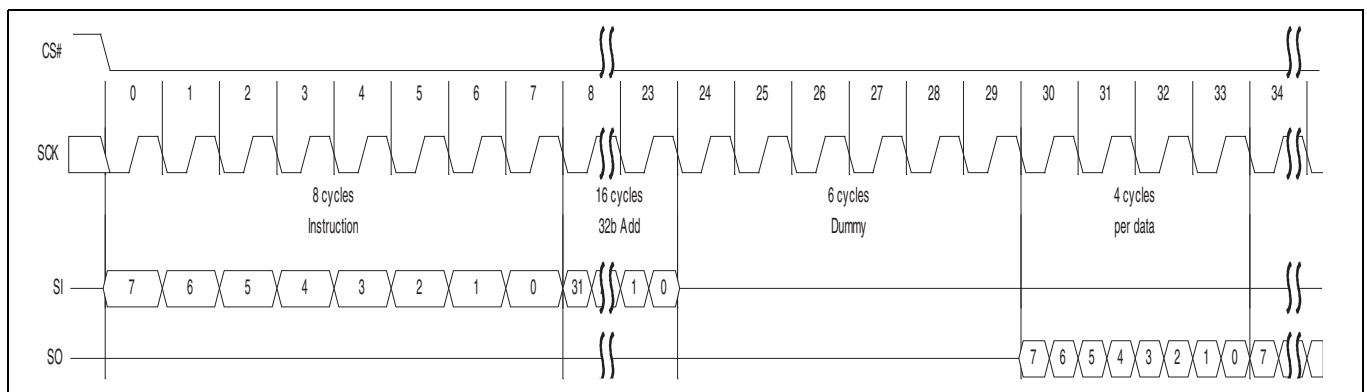 CS#
0 1 2 3 4 5 6 7 8 23 24 25 26 27 28 29 30 31 32 33 34
SCK
8 cycles 16 cycles 6 cycles 4 cycles
Instruction 32b Add Dummy per data
SI 7 6 5 4 3 2 1 0 31 1 0
SO 7 6 5 4 3 2 1 0 7